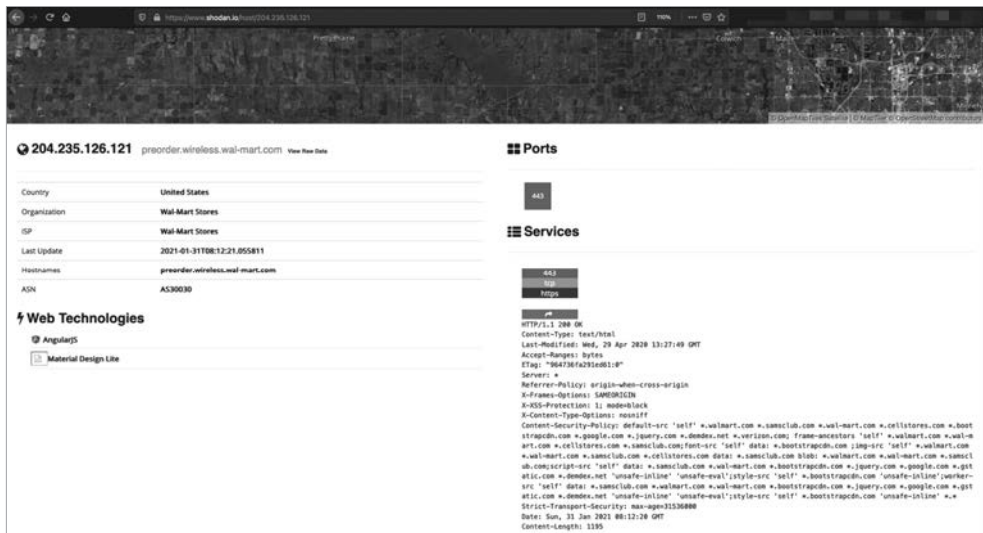 https://www.shodan.io/host/204.235.126.121
110%
Pretty Prairie
Colwich
© OpenMapTiles Satellite | © MapTiler © OpenStreetMap contributors
204.235.126.121 preorder.wireless.wal-mart.com View Raw Data
Country United States
Organization Wal-Mart Stores
ISP Wal-Mart Stores
Last Update 2021-01-31T08:12:21.055811
Hostnames preorder.wireless.wal-mart.com
ASN AS30030
Web Technologies
AngularJS
Material Design Lite
Ports
443
Services
443
tcp
https
HTTP/1.1 200 OK
Content-Type: text/html
Last-Modified: Wed, 29 Apr 2020 13:27:49 GMT
Accept-Ranges: bytes
ETag: "964736fa291ed61:0"
Server: *
Referrer-Policy: origin-when-cross-origin
X-Frames-Options: SAMEORIGIN
X-XSS-Protection: 1; mode=block
X-Content-Type-Options: nosniff
Content-Security-Policy: default-src 'self' *.walmart.com *.samsclub.com *.wal-mart.com *.cellstores.com *.boot
strapcdn.com *.google.com *.jquery.com *.demdex.net *.verizon.com; frame-ancestors 'self' *.walmart.com *.wal-m
art.com *.cellstores.com *.samsclub.com;font-src 'self' data: *.bootstrapcdn.com ;img-src 'self' *.walmart.com
*.wal-mart.com *.samsclub.com *.cellstores.com data: *.samsclub.com blob: *.walmart.com *.wal-mart.com *.samscl
ub.com;script-src 'self' data: *.samsclub.com *.wal-mart.com *.bootstrapcdn.com *.jquery.com *.google.com *.gst
atic.com *.demdex.net 'unsafe-inline' 'unsafe-eval';style-src 'self' *.bootstrapcdn.com 'unsafe-inline';worker-
src 'self' data: *.samsclub.com *.walmart.com *.wal-mart.com *.bootstrapcdn.com *.jquery.com *.google.com *.gst
atic.com *.demdex.net 'unsafe-inline' 'unsafe-eval';style-src 'self' *.bootstrapcdn.com 'unsafe-inline' *.*
Strict-Transport-Security: max-age=31536000
Date: Sun, 31 Jan 2021 08:12:20 GMT
Content-Length: 1195